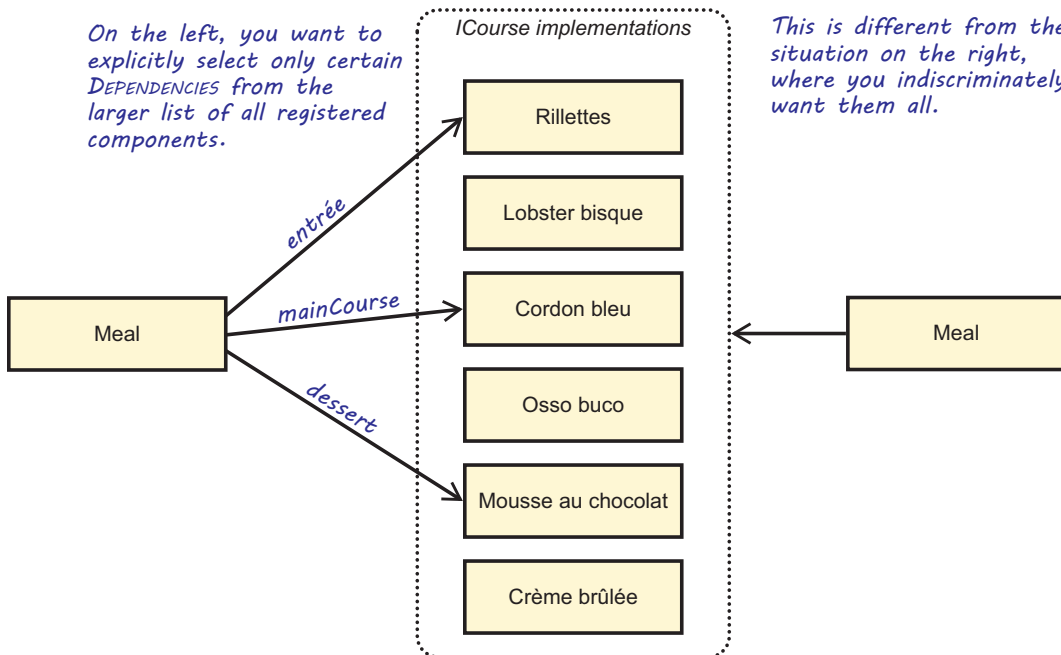 On the left, you want to
explicitly select only certain
DEPENDENCIES from the
larger list of all registered
components.
ICourse implementations
This is different from the
situation on the right,
where you indiscriminately
want them all.
Rillettes
Lobster bisque
entrée
mainCourse
Meal
Cordon bleu
Meal
dessert
Osso buco
Mousse au chocolat
Crème brûlée